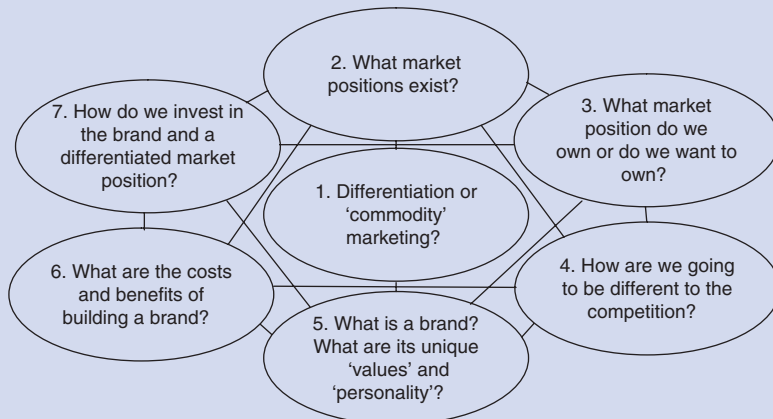 2. What market
positions exist?
7. How do we invest in
the brand and a
differentiated market
position?
3. What market
position do we
own or do we want to
own?
1. Differentiation or
‘commodity’
marketing?
6. What are the costs
and benefits of
building a brand?
4. How are we going
to be different to the
competition?
5. What is a brand?
What are its unique
‘values’ and
‘personality’?